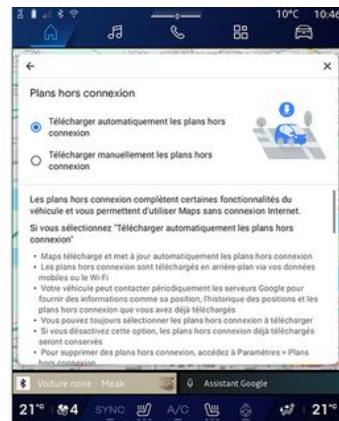 10°C 10:46
Plans hors connexion
Télécharger automatiquement les plans hors
connexion
Télécharger manuellement les plans hors
connexion
Les plans hors connexion complètent certaines fonctionnalités du
véhicule et vous permettent d'utiliser Maps sans connexion Internet.
Si vous sélectionnez "Télécharger automatiquement les plans hors
connexion"
• Maps télécharge et met à jour automatiquement les plans hors connexion
• Les plans hors connexion sont téléchargés en arrière-plan via vos données
mobiles ou le Wi-Fi
• Votre véhicule peut contacter périodiquement les serveurs Google pour
fournir des informations comme sa position, l'historique des positions et les
plans hors connexion que vous avez déjà téléchargés
• Vous pouvez toujours sélectionner les plans hors connexion à télécharger
• Si vous désactivez cette option, les plans hors connexion déjà téléchargés
seront conservés
• Pour supprimer des plans hors connexion, accédez à Paramètres > Plans
hors connexion
Voiture noire · Meak Assistant Google
21°c 4 SYNC A/C 21°c